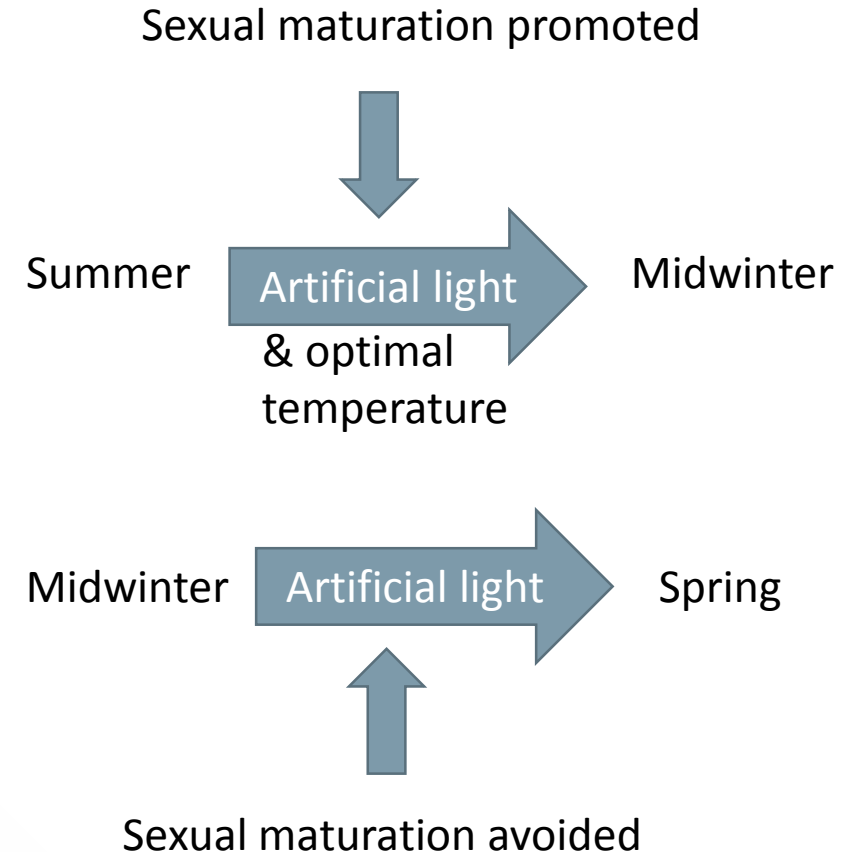 Sexual maturation promoted
Summer
Artificial light
& optimal
temperature
Midwinter
Midwinter
Artificial light
Spring
Sexual maturation avoided